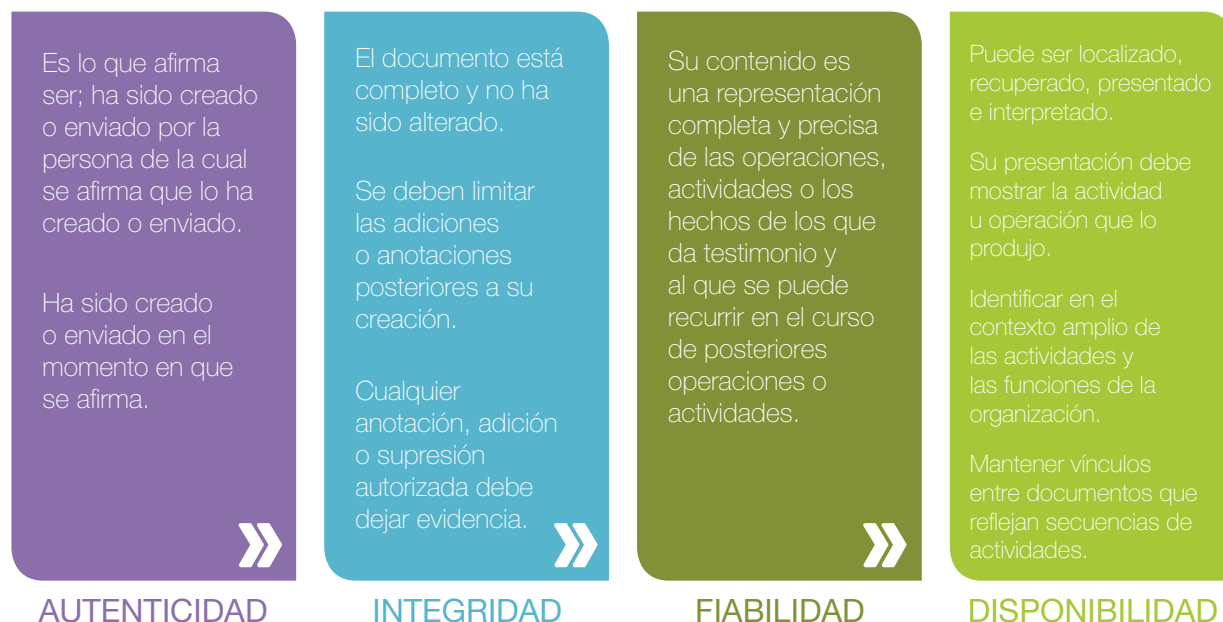 Es lo que afirma
ser; ha sido creado
o enviado por la
persona de la cual
se afirma que lo ha
creado o enviado.
Ha sido creado
o enviado en el
momento en que
se afirma.
AUTENTICIDAD
El documento está
completo y no ha
sido alterado.
Se deben limitar
las adiciones
o anotaciones
posteriores a su
creación.
Cualquier
anotación, adición
o supresión
autorizada debe
dejar evidencia.
INTEGRIDAD
Su contenido es
una representación
completa y precisa
de las operaciones,
actividades o los
hechos de los que
da testimonio y
al que se puede
recurrir en el curso
de posteriores
operaciones o
actividades.
FIABILIDAD
Puede ser localizado,
recuperado, presentado
e interpretado.
Su presentación debe
mostrar la actividad
u operación que lo
produjo.
Identificar en el
contexto amplio de
las actividades y
las funciones de la
organización.
Mantener vínculos
entre documentos que
reflejan secuencias de
actividades.
DISPONIBILIDAD